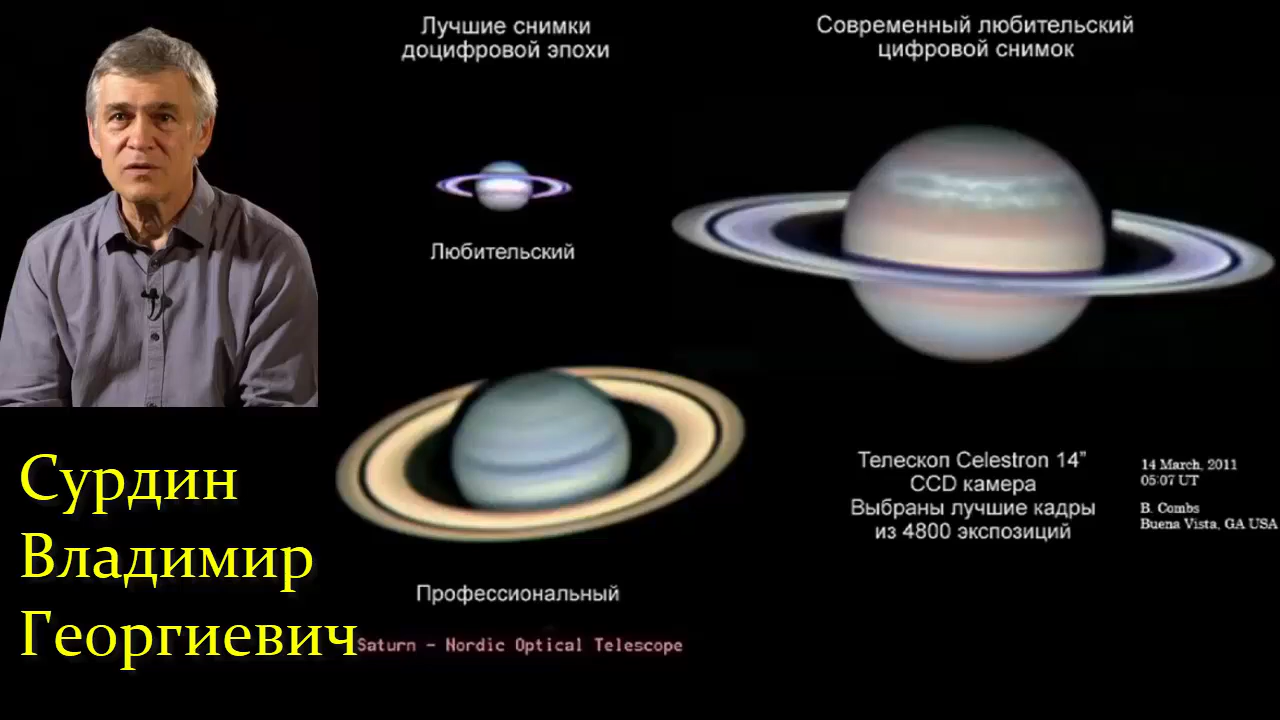 Лучшие снимки
доцифровой эпохи
Современный любительский
цифровой снимок
Любительский
Телескоп Celestron 14”
CCD камера
Выбраны лучшие кадры
из 4800 экспозиций
14 March, 2011
05:07 UT
B. Combs
Buena Vista, GA USA
Профессиональный
Saturn - Nordic Optical Telescope
Сурдин
Владимир
Георгиевич